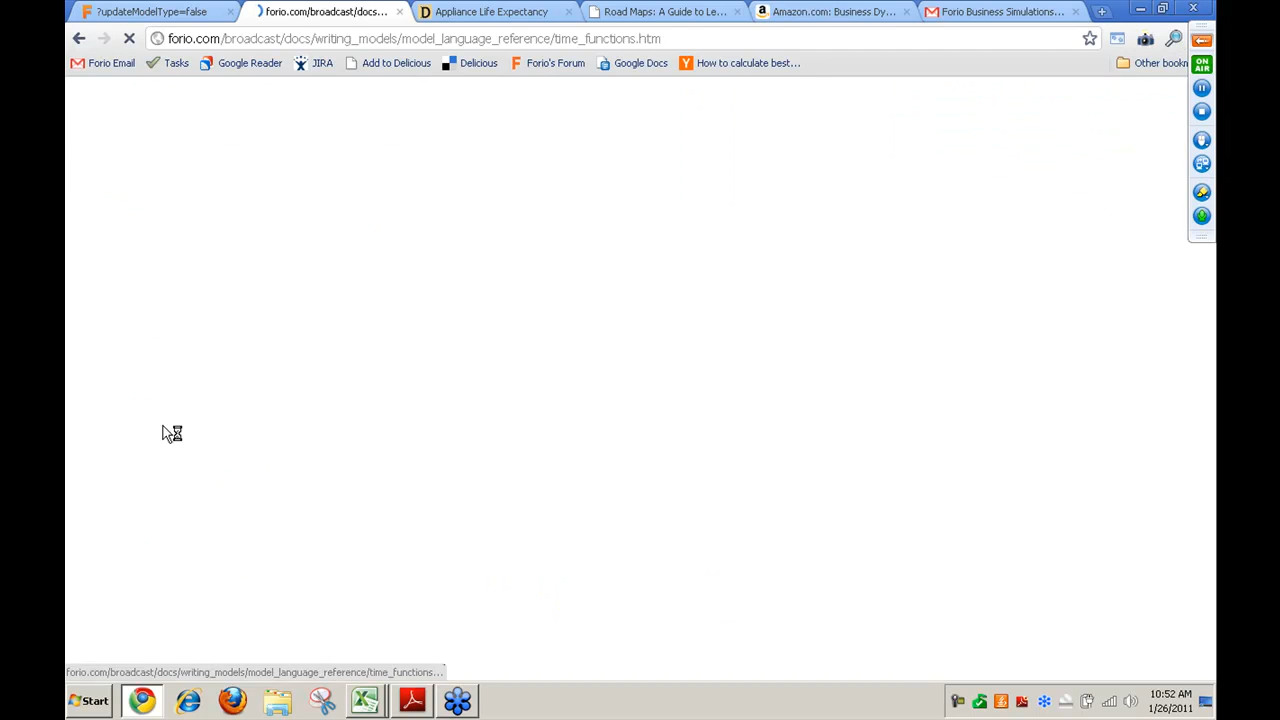 ?updateModelType=false
forio.com/broadcast/docs...
Appliance Life Expectancy
Road Maps: A Guide to Le...
Amazon.com: Business Dy...
Forio Business Simulations...
forio.com/broadcast/docs/writing_models/model_language_reference/time_functions.htm
Forio Email
Tasks
Google Reader
JIRA
Add to Delicious
Delicious
Forio's Forum
Google Docs
How to calculate best...
Other bookn
ON AIR
forio.com/broadcast/docs/writing_models/model_language_reference/time_functions...
Start
10:52 AM
1/26/2011